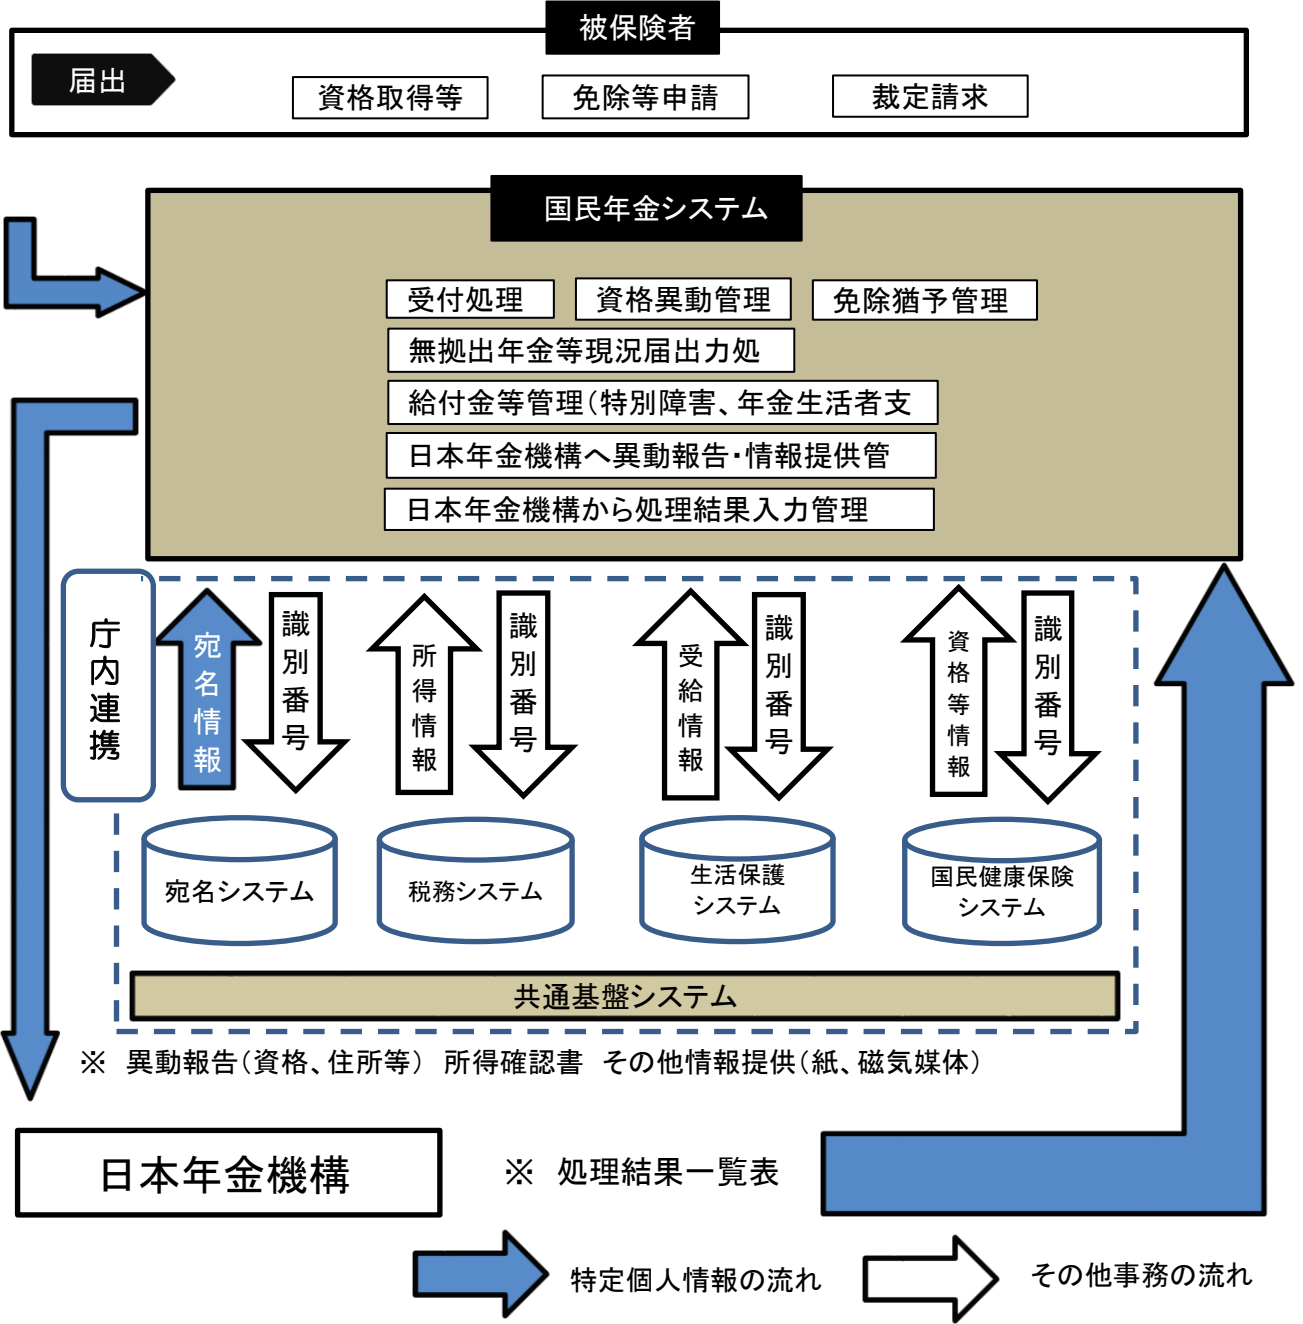 被保険者
届出
資格取得等
免除等申請
裁定請求
国民年金システム
受付処理
資格異動管理
免除猶予管理
無拠出年金等現況届出力処
給付金等管理(特別障害、年金生活者支
日本年金機構へ異動報告・情報提供管
日本年金機構から処理結果入力管理
庁内連携
宛名情報
識別番号
所得情報
識別番号
受給情報
識別番号
資格等情報
識別番号
宛名システム
税務システム
生活保護
システム
国民健康保険
システム
共通基盤システム
※ 異動報告(資格、住所等) 所得確認書 その他情報提供(紙、磁気媒体)
日本年金機構
※ 処理結果一覧表
特定個人情報の流れ
その他事務の流れ